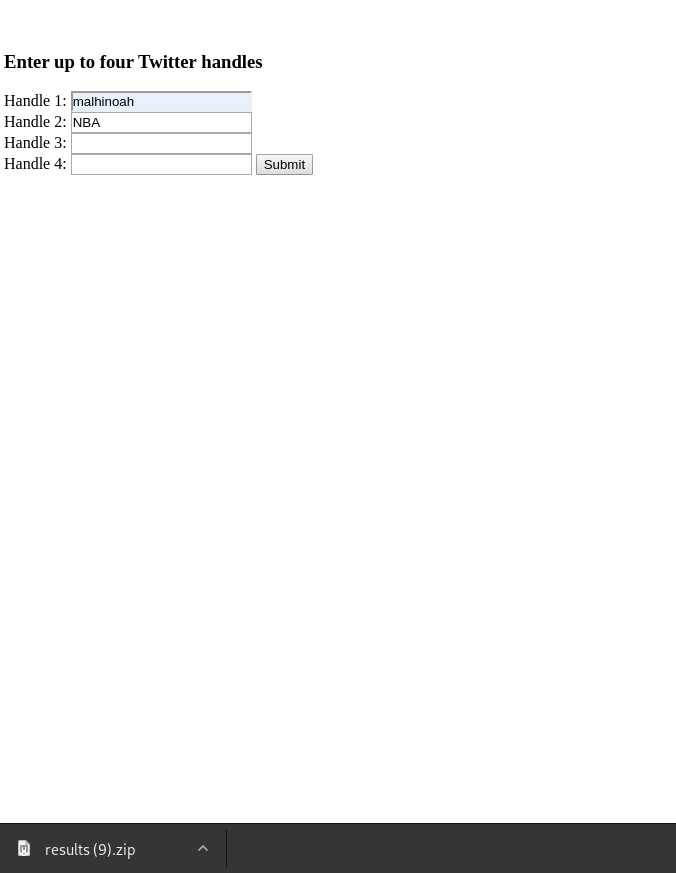 Enter up to four Twitter handles
Handle 1: malhinoah
Handle 2: NBA
Handle 3:
Handle 4: Submit
results (9).zip